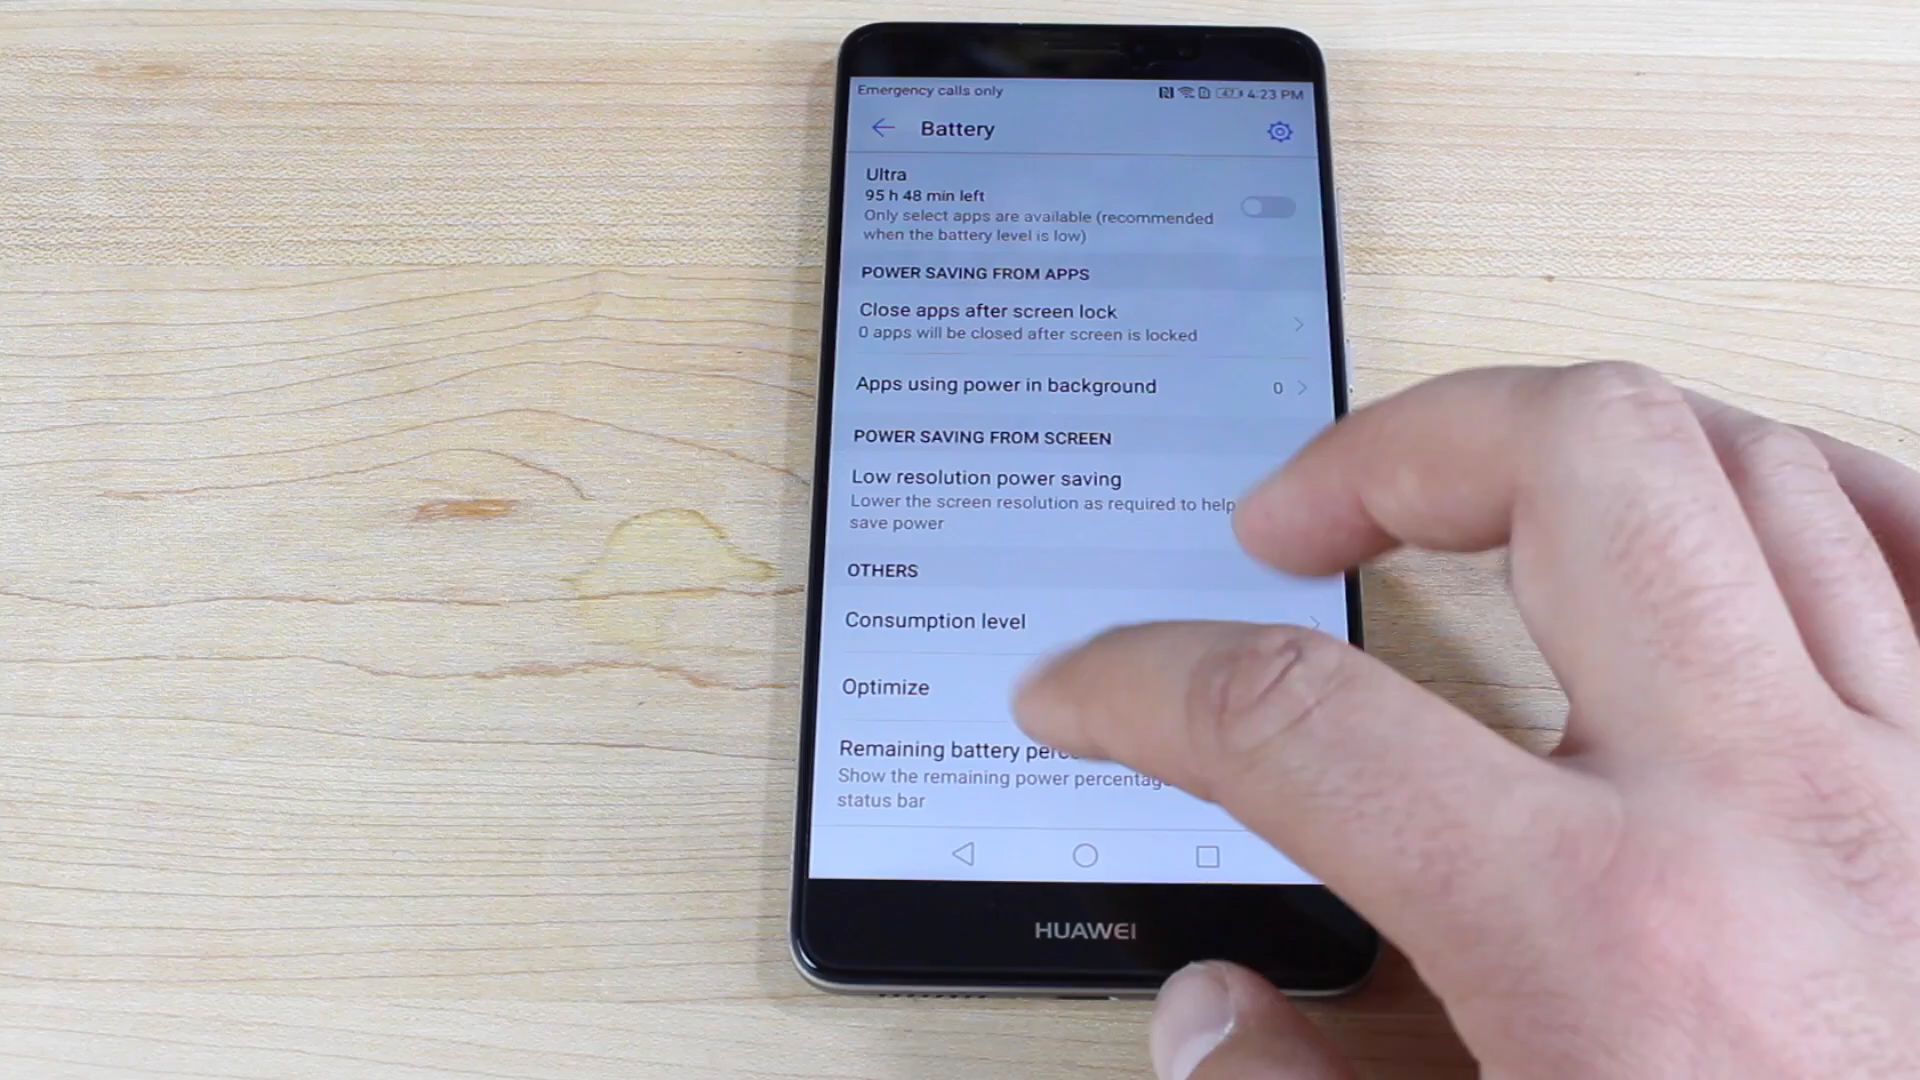 Emergency calls only
47 4:23 PM
Battery
Ultra
95 h 48 min left
Only select apps are available (recommended
when the battery level is low)
POWER SAVING FROM APPS
Close apps after screen lock
0 apps will be closed after screen is locked
Apps using power in background 0
POWER SAVING FROM SCREEN
Low resolution power saving
Lower the screen resolution as required to help
save power
OTHERS
Consumption level
Optimize
Remaining battery
Show the remaining power percentage
status bar
HUAWEI